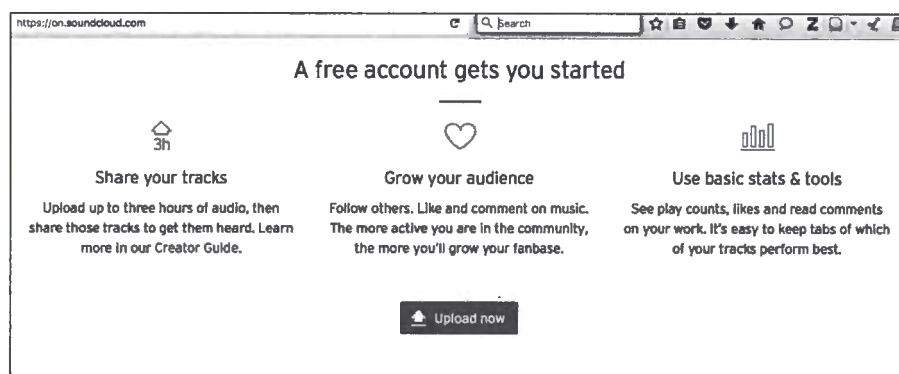 https://on.soundcloud.com
Search
Z
A free account gets you started
3h
Share your tracks
Upload up to three hours of audio, then
share those tracks to get them heard. Learn
more in our Creator Guide.
Grow your audience
Follow others. Like and comment on music.
The more active you are in the community,
the more you'll grow your fanbase.
Use basic stats & tools
See play counts, likes and read comments
on your work. It's easy to keep tabs of which
of your tracks perform best.
Upload now